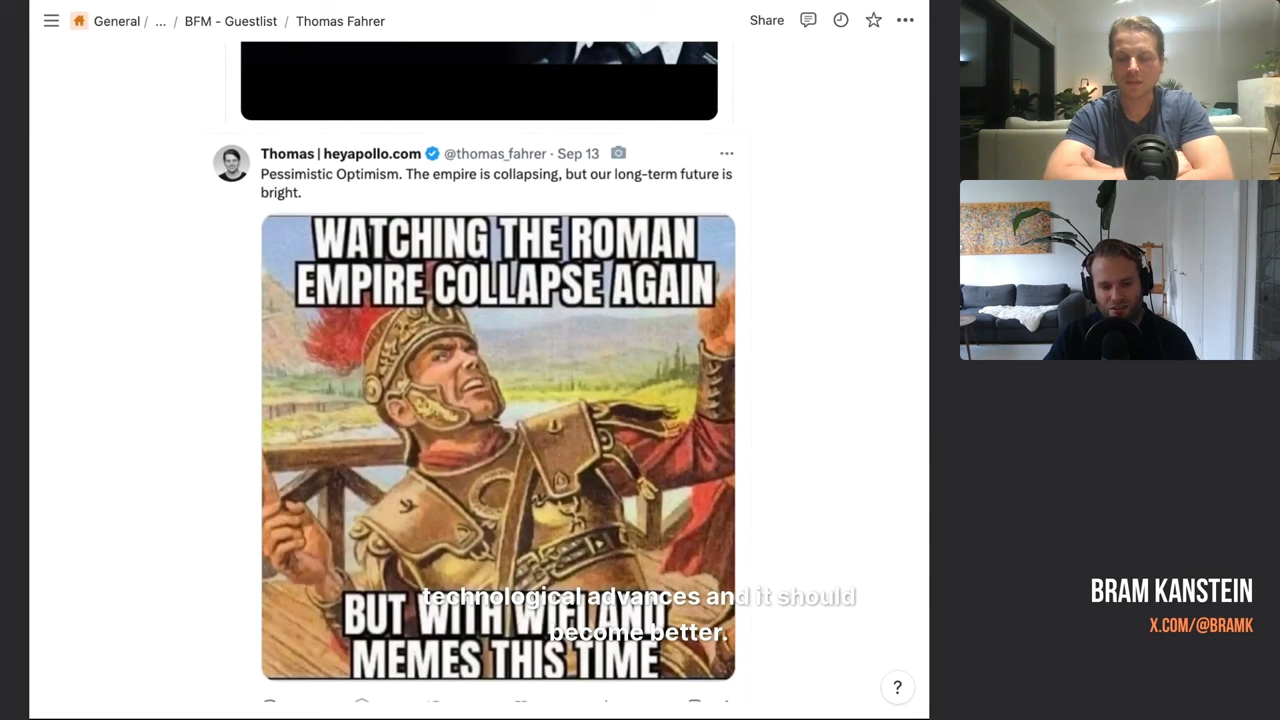 General / ... / BFM - Guestlist / Thomas Fahrer
Share
Thomas | heyapollo.com @thomas_fahrer · Sep 13
Pessimistic Optimism. The empire is collapsing, but our long-term future is
bright.
WATCHING THE ROMAN
EMPIRE COLLAPSE AGAIN
BUT WITH WIFI AND
MEMES THIS TIME
technological advances and it should
become better.
?
BRAM KANSTEIN
X.COM/@BRAMK